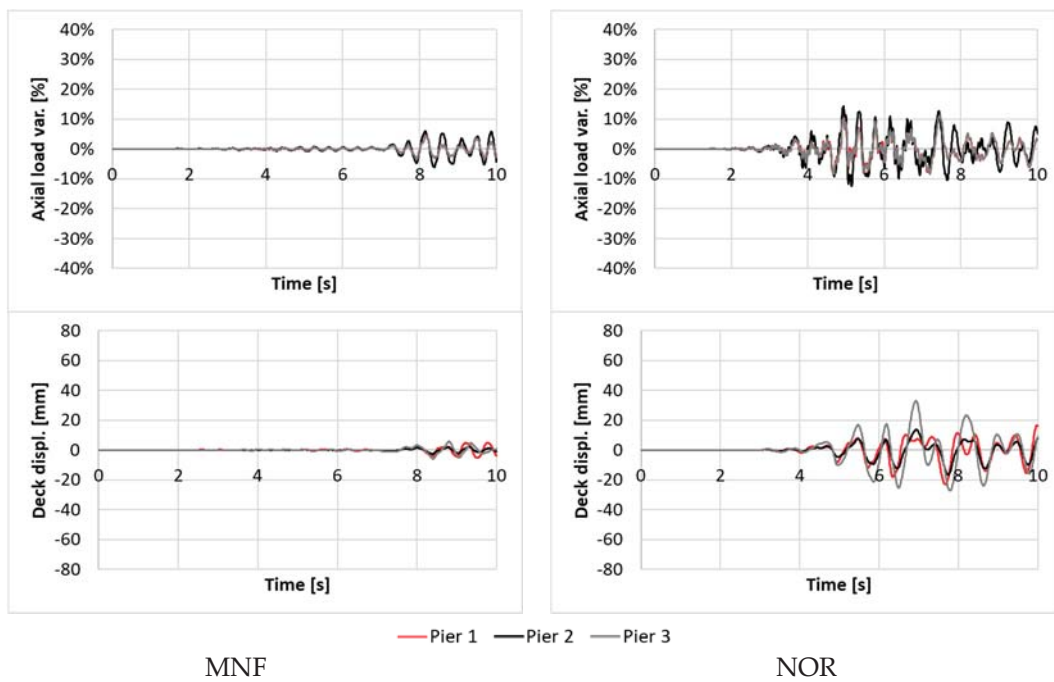 40%
30%
20%
10%
0%
-10%
-20%
-30%
-40%
Axial load var. [%]
0 2 4 6 8 10
Time [s]
40%
30%
20%
10%
0%
-10%
-20%
-30%
-40%
Axial load var. [%]
0 2 4 6 8 10
Time [s]
80
60
40
20
0
-20
-40
-60
-80
Deck displ. [mm]
0 2 4 6 8 10
Time [s]
80
60
40
20
0
-20
-40
-60
-80
Deck displ. [mm]
0 2 4 6 8 10
Time [s]
Pier 1 Pier 2 Pier 3
MNF NOR